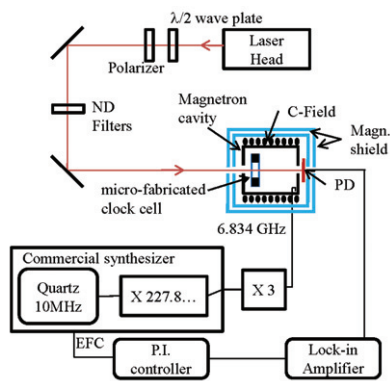 λ/2 wave plate
Laser
Head
Polarizer
ND
Filters
Magnetron
cavity
C-Field
Magn.
shield
micro-fabricated
clock cell
PD
6.834 GHz
Commercial synthesizer
Quartz
10MHz
X 227.8…
X 3
EFC
P.I.
controller
Lock-in
Amplifier